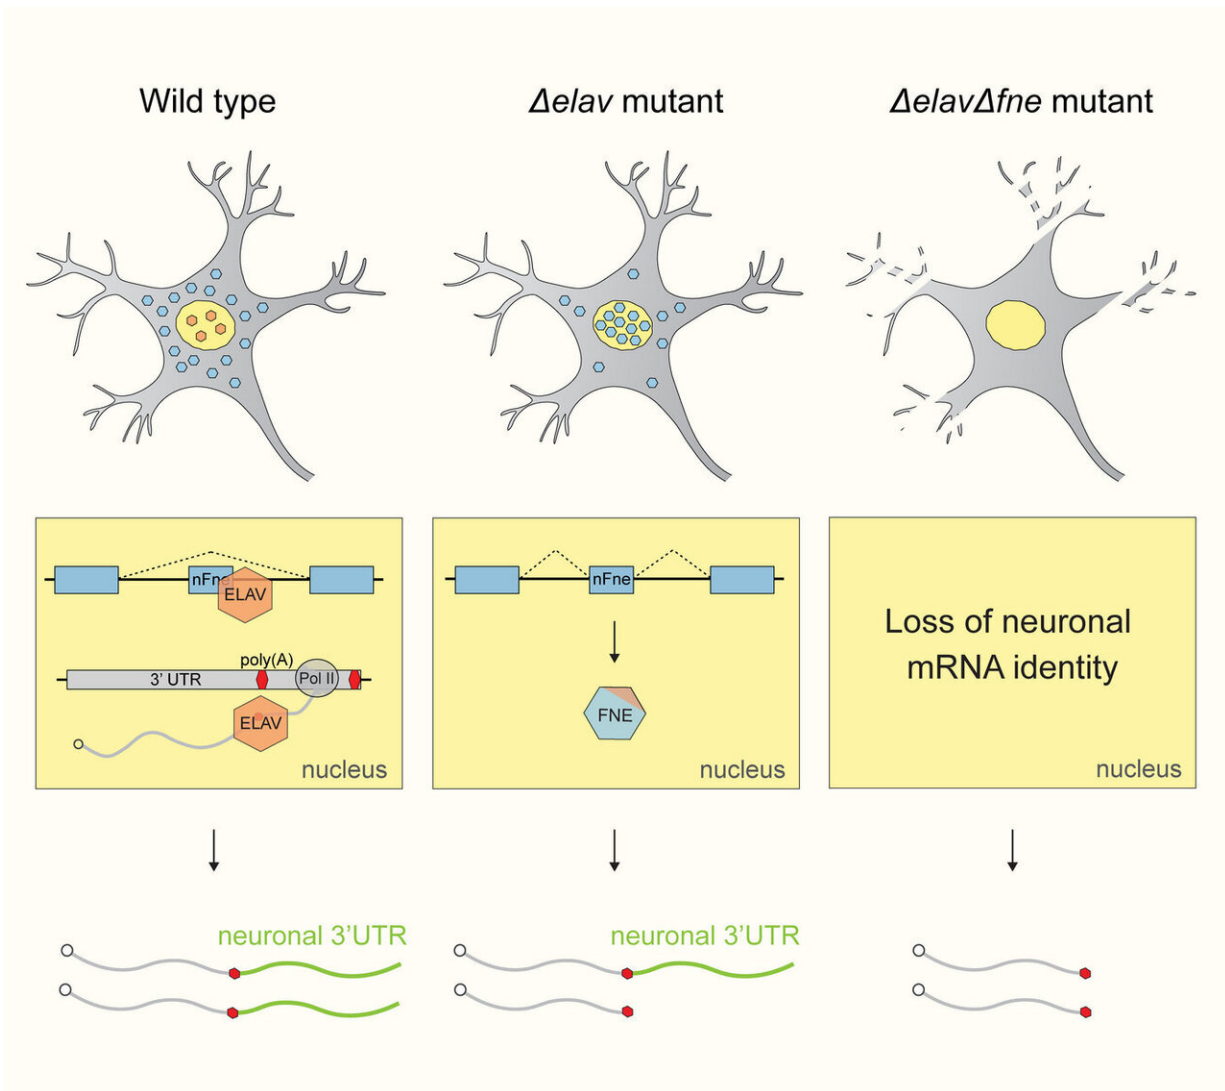 Wild type
Δelav mutant
ΔelavΔfne mutant
nFne
ELAV
poly(A)
3' UTR
Pol II
ELAV
nucleus
nFne
FNE
nucleus
Loss of neuronal
mRNA identity
nucleus
neuronal 3'UTR
neuronal 3'UTR